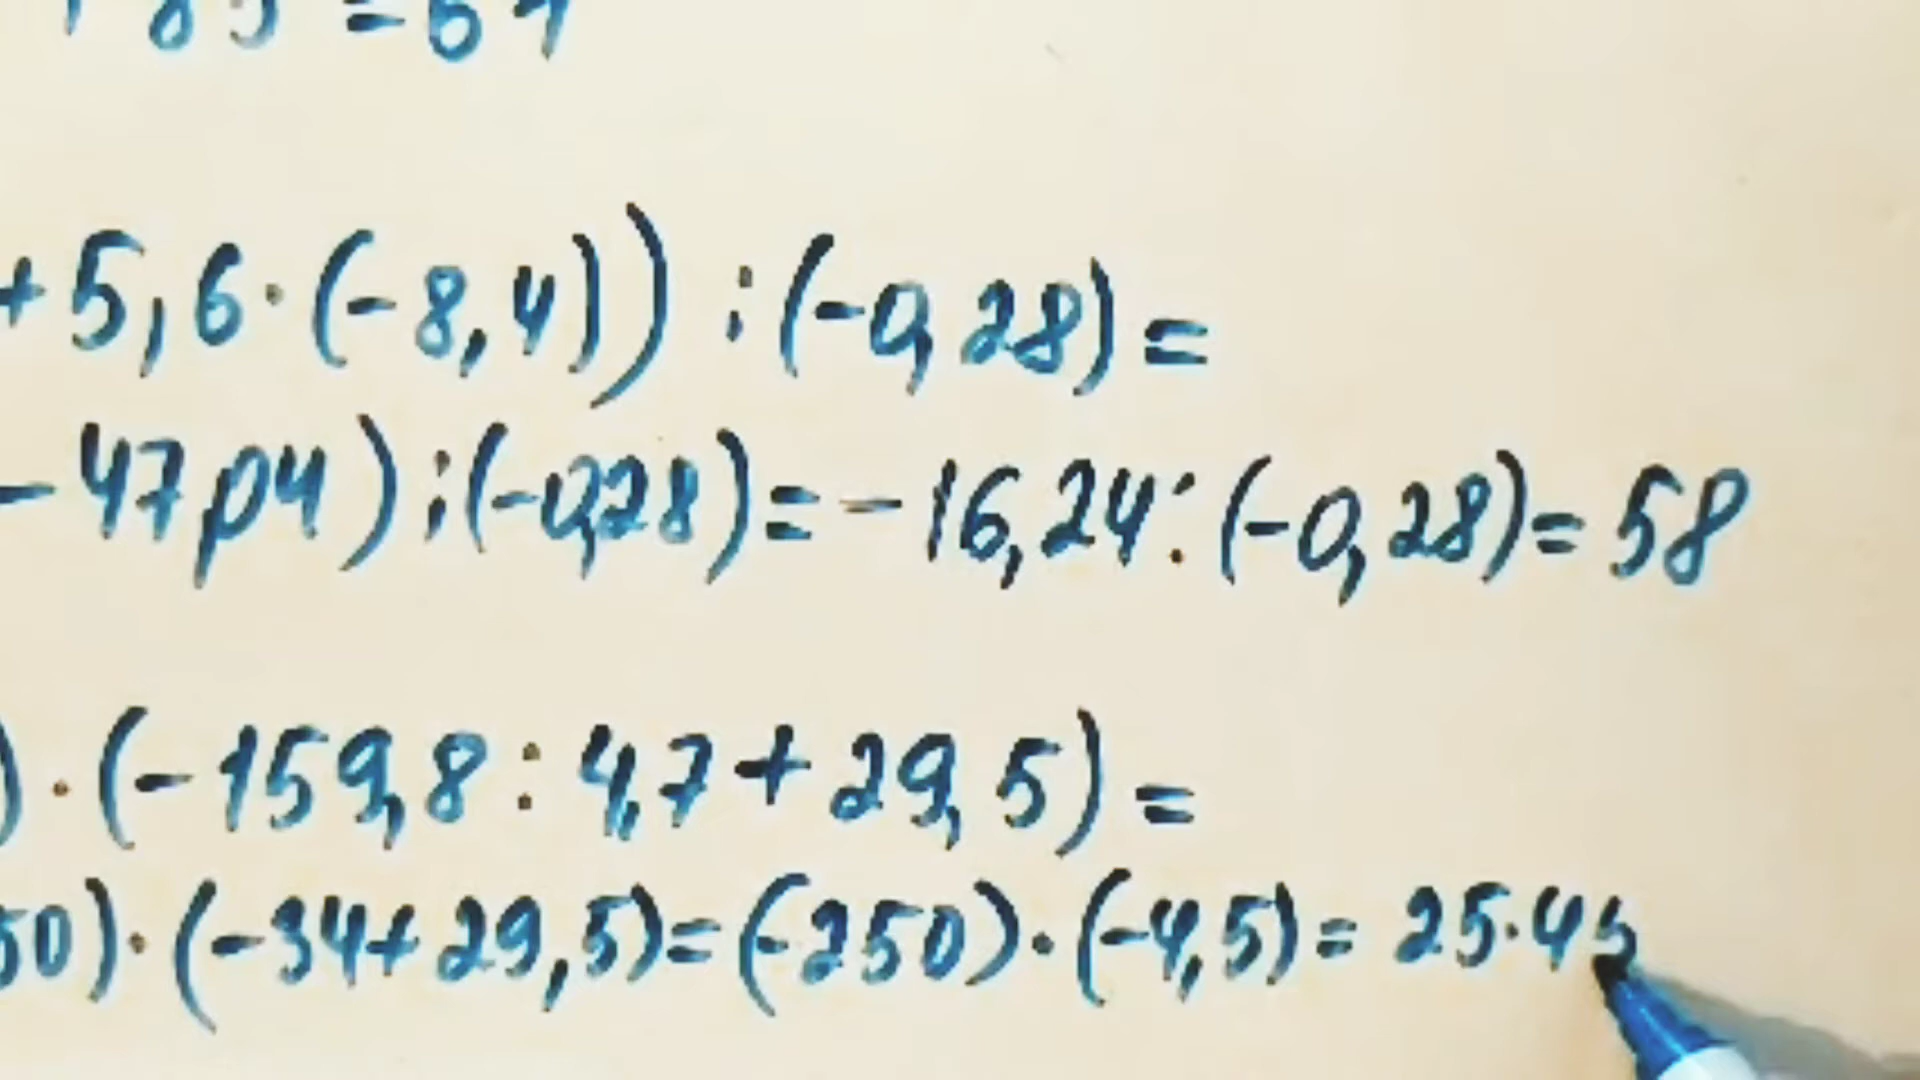 = 64
+ 5,6 · (-8,4)) : (-0,28) =
- 47,04) : (-0,28) = - 16,24 : (-0,28) = 58
) · (-159,8 : 4,7 + 29,5) =
50) · (-34 + 29,5) = (-250) · (-4,5) = 25 · 45